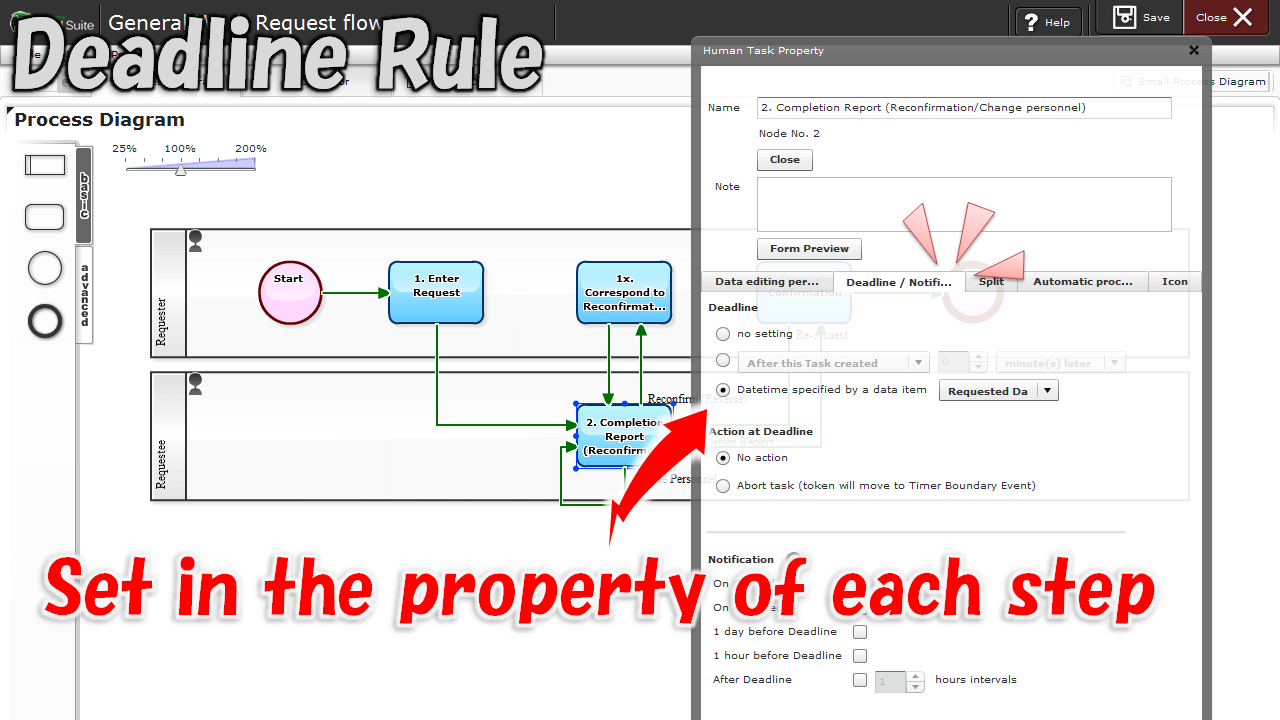 Suite
General Work Request flow
Help
Save
Close
Deadline Rule
Human Task Property
Small Process Diagram
Process Diagram
25% 100% 200%
basic
advanced
Name
2. Completion Report (Reconfirmation/Change personnel)
Node No. 2
Close
Note
Form Preview
Requester
Start
1. Enter Request
1x. Correspond to Reconfirmat...
Data editing per...
Deadline / Notifi...
Split
Automatic proc...
Icon
Deadline
no setting
After this Task created
0
minute(s) later
Datetime specified by a data item
Requested Da
Requestee
2. Completion Report (Reconfirm
Action at Deadline
No action
Abort task (token will move to Timer Boundary Event)
Set in the property of each step
Notification
On
On
1 day before Deadline
1 hour before Deadline
After Deadline
1
hours intervals